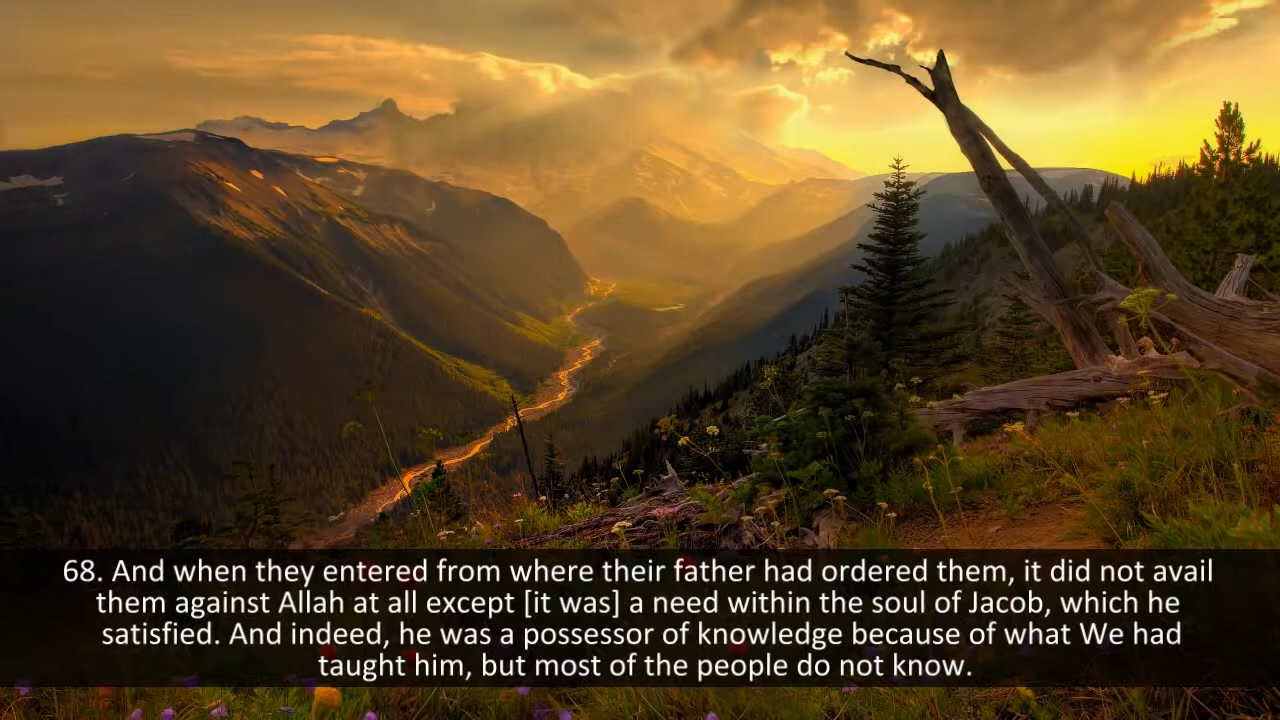 68. And when they entered from where their father had ordered them, it did not avail
them against Allah at all except [it was] a need within the soul of Jacob, which he
satisfied. And indeed, he was a possessor of knowledge because of what We had
taught him, but most of the people do not know.